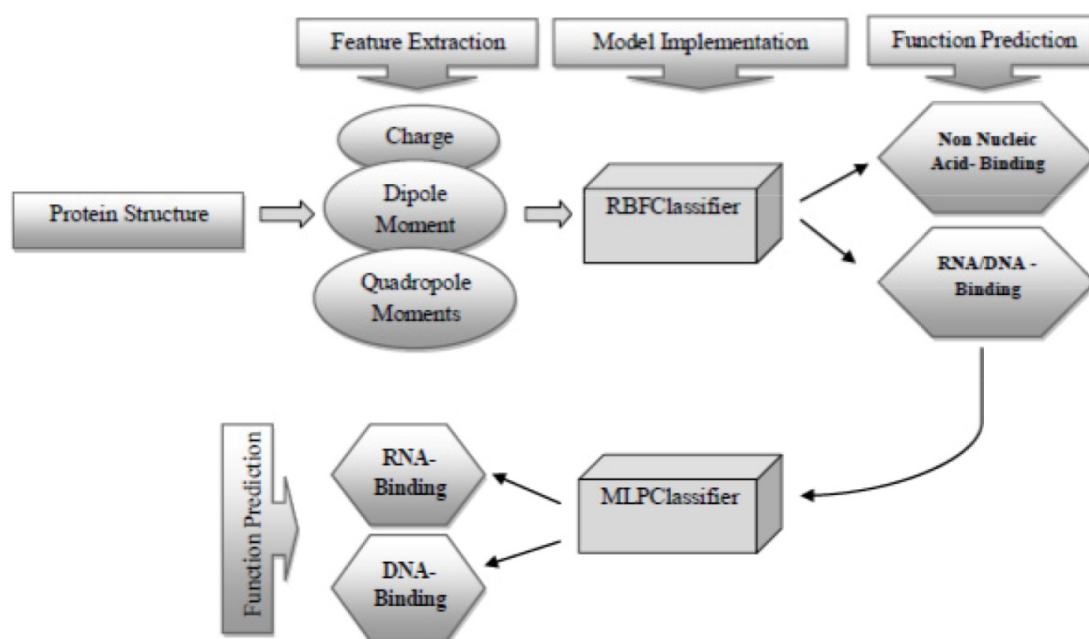 Feature Extraction
Model Implementation
Function Prediction
Protein Structure
Charge
Dipole
Moment
Quadropole
Moments
RBFClassifier
Non Nucleic
Acid- Binding
RNA/DNA -
Binding
Function Prediction
RNA-
Binding
DNA-
Binding
MLPClassifier